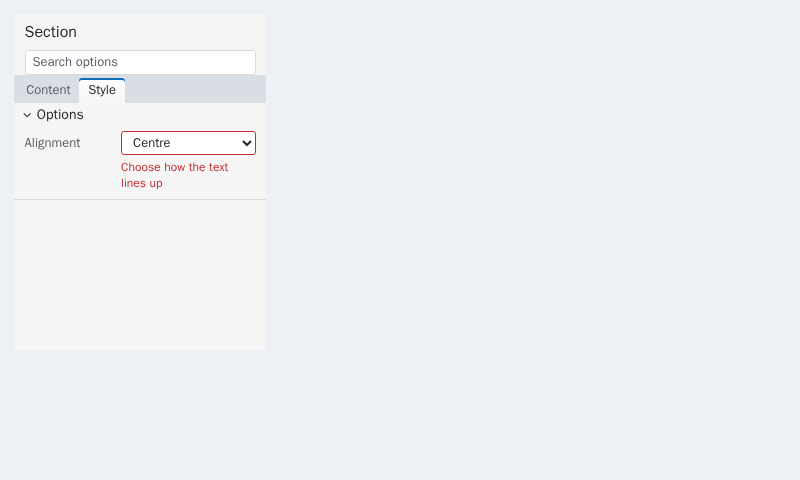 Section
Search options
Content Style
Options
Alignment Centre
Choose how the text
lines up